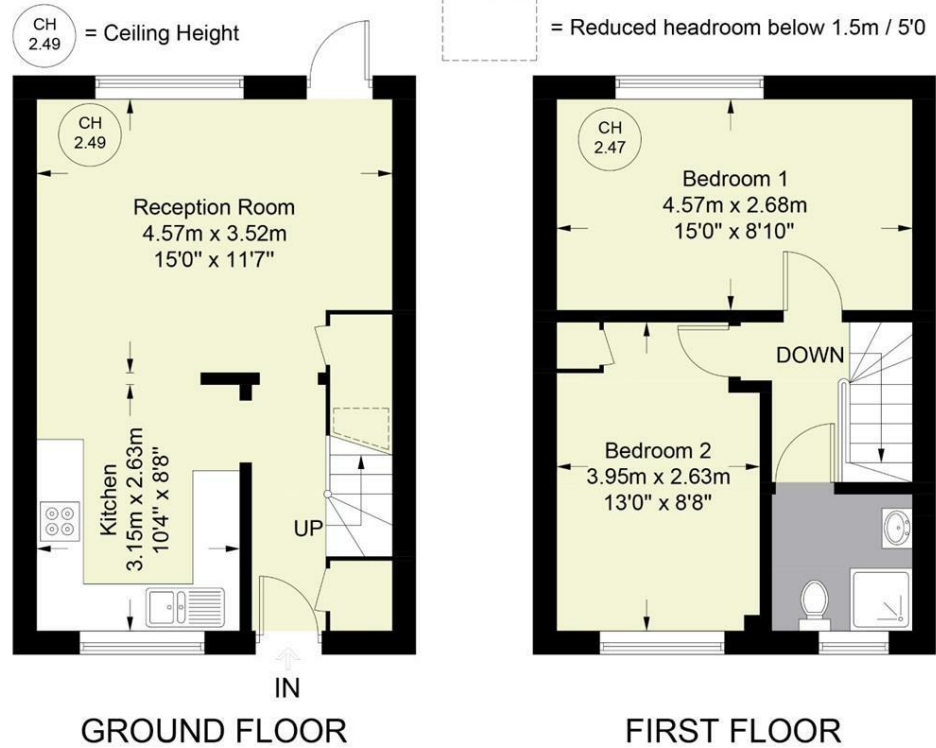 CH
2.49
= Ceiling Height
= Reduced headroom below 1.5m / 5'0
CH
2.49
Reception Room
4.57m x 3.52m
15'0" x 11'7"
Kitchen
3.15m x 2.63m
10'4" x 8'8"
UP
IN
GROUND FLOOR
CH
2.47
Bedroom 1
4.57m x 2.68m
15'0" x 8'10"
DOWN
Bedroom 2
3.95m x 2.63m
13'0" x 8'8"
FIRST FLOOR